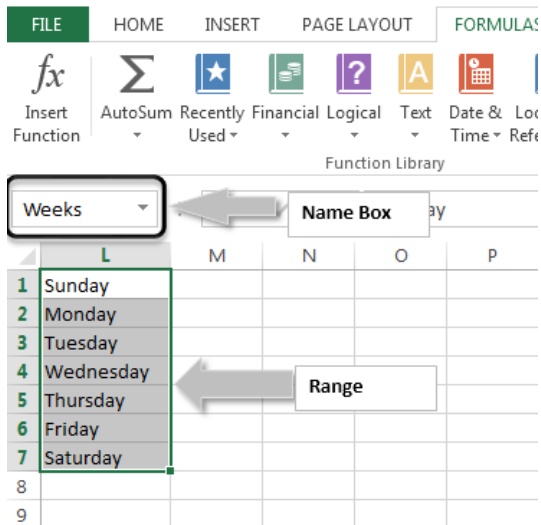 FILE HOME INSERT PAGE LAYOUT FORMULAS
fx Σ ? A
Insert Function AutoSum Recently Used Financial Logical Text Date & Time
Function Library
Weeks Name Box
L M N O P
1 Sunday
2 Monday
3 Tuesday
4 Wednesday
5 Thursday
6 Friday
7 Saturday
Range
8
9